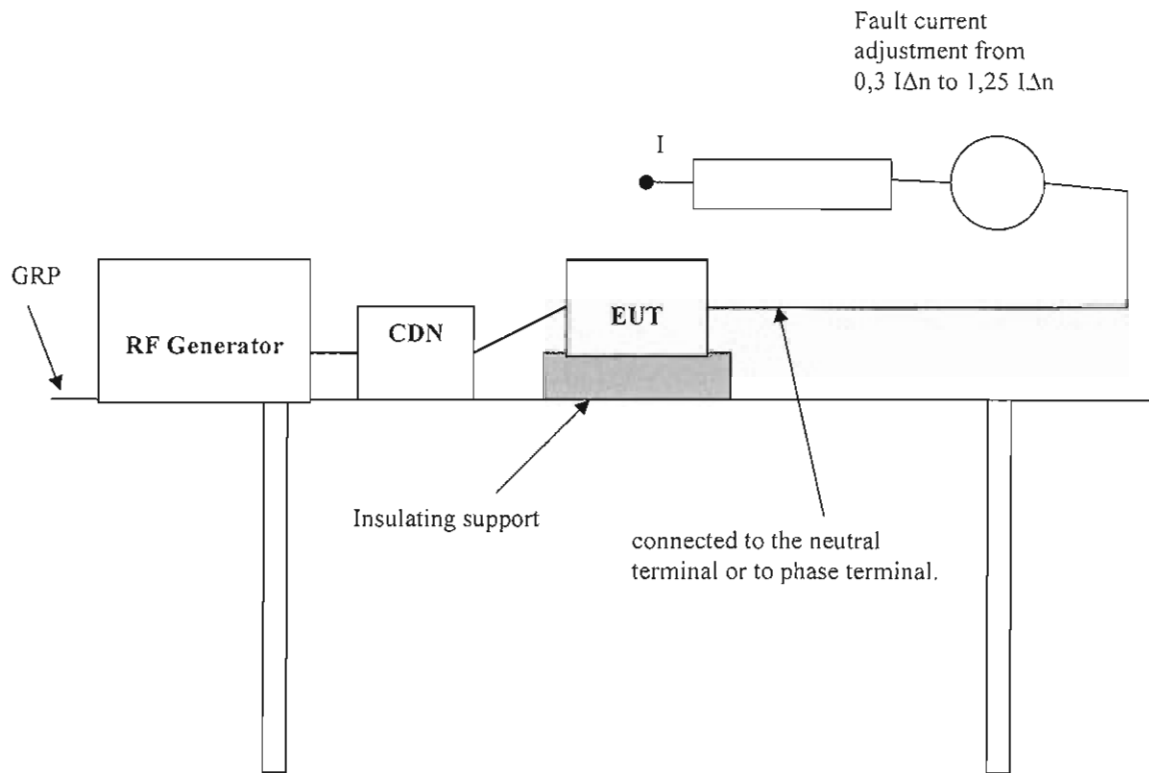 Fault current
adjustment from
0,3 IΔn to 1,25 IΔn
I
GRP
RF Generator
CDN
EUT
Insulating support
connected to the neutral
terminal or to phase terminal.